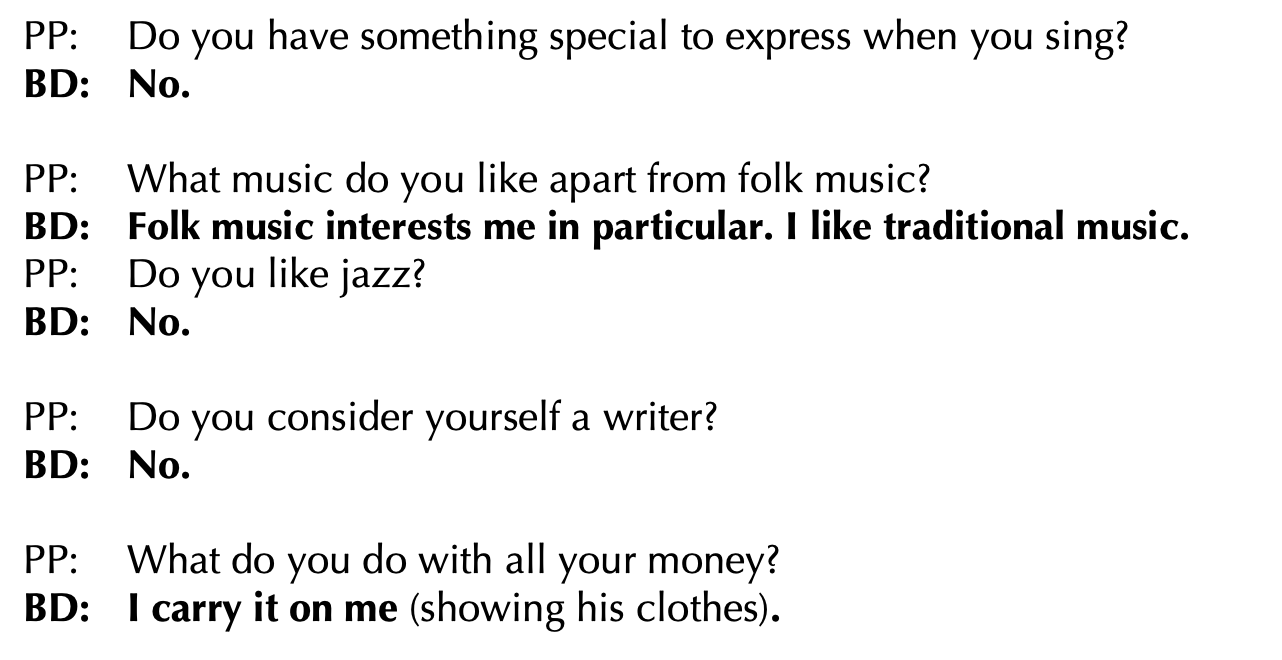 PP: Do you have something special to express when you sing?
BD: No.
PP: What music do you like apart from folk music?
BD: Folk music interests me in particular. I like traditional music.
PP: Do you like jazz?
BD: No.
PP: Do you consider yourself a writer?
BD: No.
PP: What do you do with all your money?
BD: I carry it on me (showing his clothes).